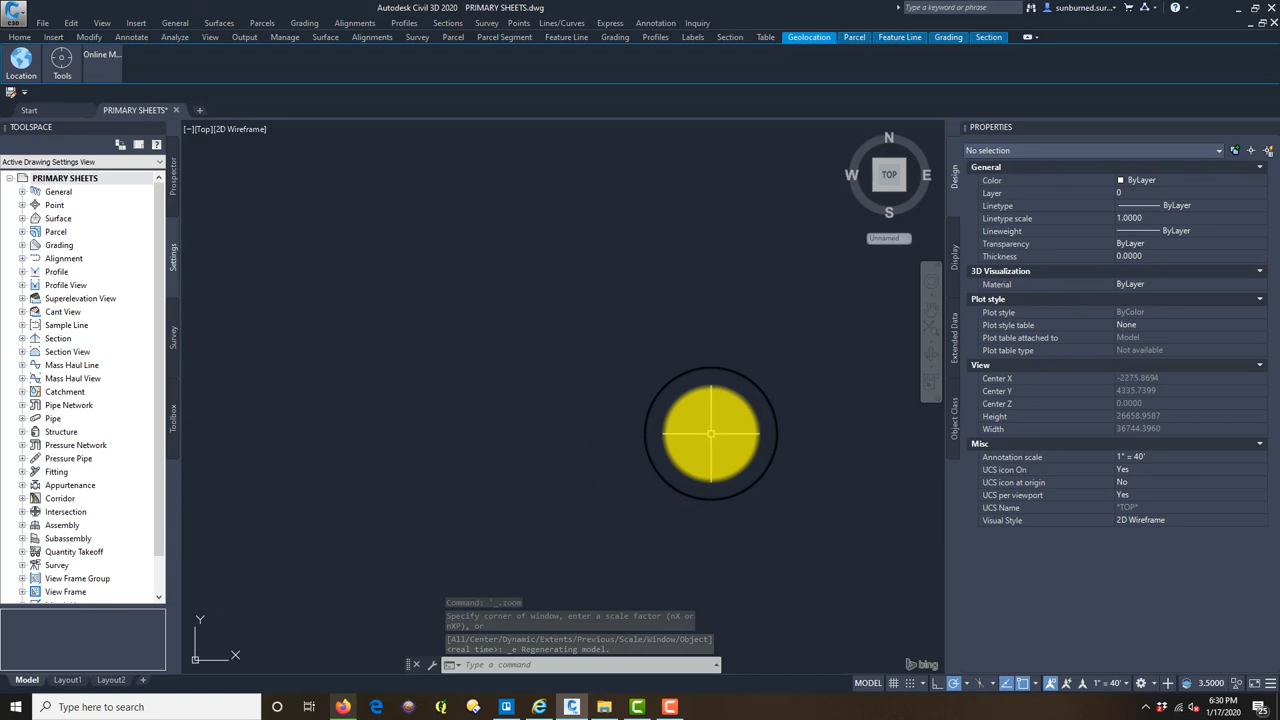 Autodesk Civil 3D 2020 PRIMARY SHEETS.dwg
Type a keyword or phrase
sunburned.sur...
File Edit View Insert General Surfaces Parcels Grading Alignments Profiles Sections Survey Points Lines/Curves Express Annotation Inquiry
Home Insert Modify Annotate Analyze View Output Manage Surface Alignments Survey Parcel Parcel Segment Feature Line Grading Profiles Labels Section Table Geolocation Parcel Feature Line Grading Section
C3D
Online M...
Location Tools
Start PRIMARY SHEETS*
TOOLSPACE
Active Drawing Settings View
PRIMARY SHEETS
General
Point
Surface
Parcel
Grading
Alignment
Profile
Profile View
Superelevation View
Cant View
Sample Line
Section
Section View
Mass Haul Line
Mass Haul View
Catchment
Pipe Network
Pipe
Structure
Pressure Network
Pressure Pipe
Fitting
Appurtenance
Corridor
Intersection
Assembly
Subassembly
Quantity Takeoff
Survey
View Frame Group
View Frame
Prospector
Settings
Survey
Toolbox
[−][Top][2D Wireframe]
N
W TOP E
S
Unnamed
Y
X
Command: '_.zoom
Specify corner of window, enter a scale factor (nX or
nXP), or
[All/Center/Dynamic/Extents/Previous/Scale/Window/Object]
<real time>: _e Regenerating model.
Type a command
bing
PROPERTIES
No selection
Design
Display
Extended Data
Object Class
General
Color ByLayer
Layer 0
Linetype ByLayer
Linetype scale 1.0000
Lineweight ByLayer
Transparency ByLayer
Thickness 0.0000
3D Visualization
Material ByLayer
Plot style
Plot style ByColor
Plot style table None
Plot table attached to Model
Plot table type Not available
View
Center X -2275.8694
Center Y 4335.7399
Center Z 0.0000
Height 26658.9587
Width 36744.3960
Misc
Annotation scale 1" = 40'
UCS icon On Yes
UCS icon at origin No
UCS per viewport Yes
UCS Name *TOP*
Visual Style 2D Wireframe
Model Layout1 Layout2
MODEL 1" = 40' 3.5000
Type here to search
6:30 PM
1/17/2020